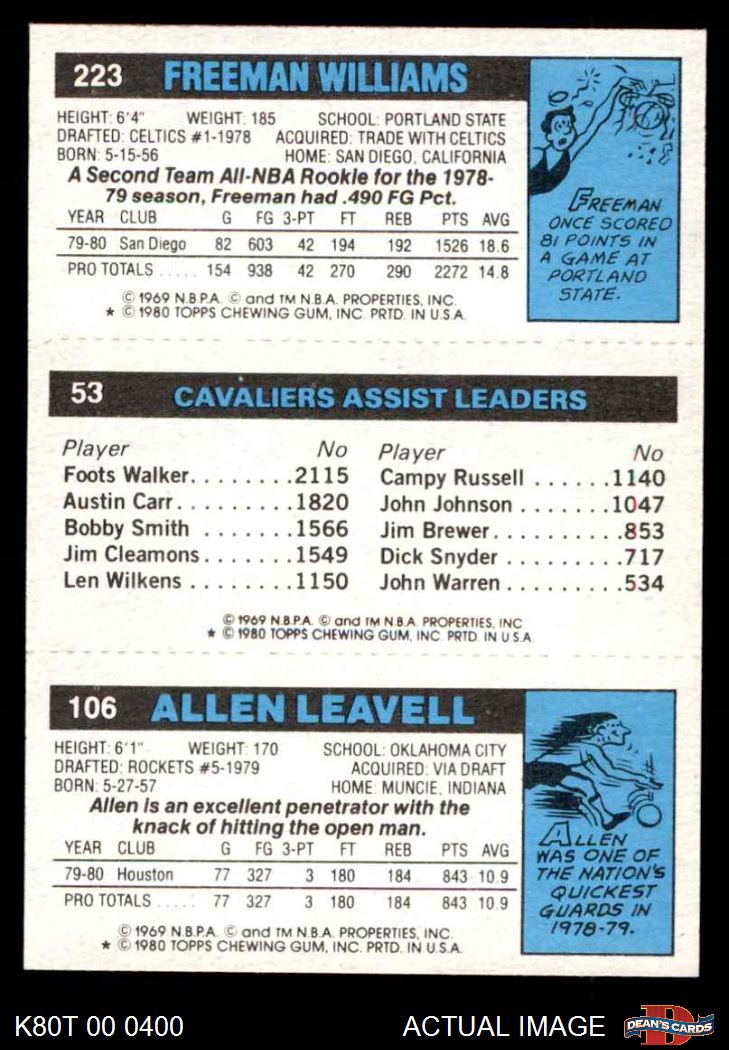 223 FREEMAN WILLIAMS
HEIGHT: 6'4" WEIGHT: 185 SCHOOL: PORTLAND STATE
DRAFTED: CELTICS #1-1978 ACQUIRED: TRADE WITH CELTICS
BORN: 5-15-56 HOME: SAN DIEGO, CALIFORNIA
A Second Team All-NBA Rookie for the 1978-
79 season, Freeman had .490 FG Pct.
YEAR CLUB G FG 3-PT FT REB PTS AVG
79-80 San Diego 82 603 42 194 192 1526 18.6
PRO TOTALS ..... 154 938 42 270 290 2272 14.8
© 1969 N.B.P.A. © and TM N.B.A. PROPERTIES, INC.
★ © 1980 TOPPS CHEWING GUM, INC. PRTD. IN U.S.A.
FREEMAN
ONCE SCORED
81 POINTS IN
A GAME AT
PORTLAND
STATE.
53 CAVALIERS ASSIST LEADERS
Player No Player No
Foots Walker........2115 Campy Russell ......1140
Austin Carr..........1820 John Johnson........1047
Bobby Smith ........1566 Jim Brewer..........853
Jim Cleamons.......1549 Dick Snyder ........717
Len Wilkens ........1150 John Warren.........534
© 1969 N.B.P.A. © and TM N.B.A. PROPERTIES, INC
★ © 1980 TOPPS CHEWING GUM, INC. PRTD. IN U.S.A.
106 ALLEN LEAVELL
HEIGHT: 6'1" WEIGHT: 170 SCHOOL: OKLAHOMA CITY
DRAFTED: ROCKETS #5-1979 ACQUIRED: VIA DRAFT
BORN: 5-27-57 HOME: MUNCIE, INDIANA
Allen is an excellent penetrator with the
knack of hitting the open man.
YEAR CLUB G FG 3-PT FT REB PTS AVG
79-80 Houston 77 327 3 180 184 843 10.9
PRO TOTALS ..... 77 327 3 180 184 843 10.9
© 1969 N.B.P.A. © and TM N.B.A. PROPERTIES, INC.
★ © 1980 TOPPS CHEWING GUM, INC. PRTD. IN U.S.A.
ALLEN
WAS ONE OF
THE NATION'S
QUICKEST
GUARDS IN
1978-79.
K80T 00 0400 ACTUAL IMAGE DEAN'S CARDS